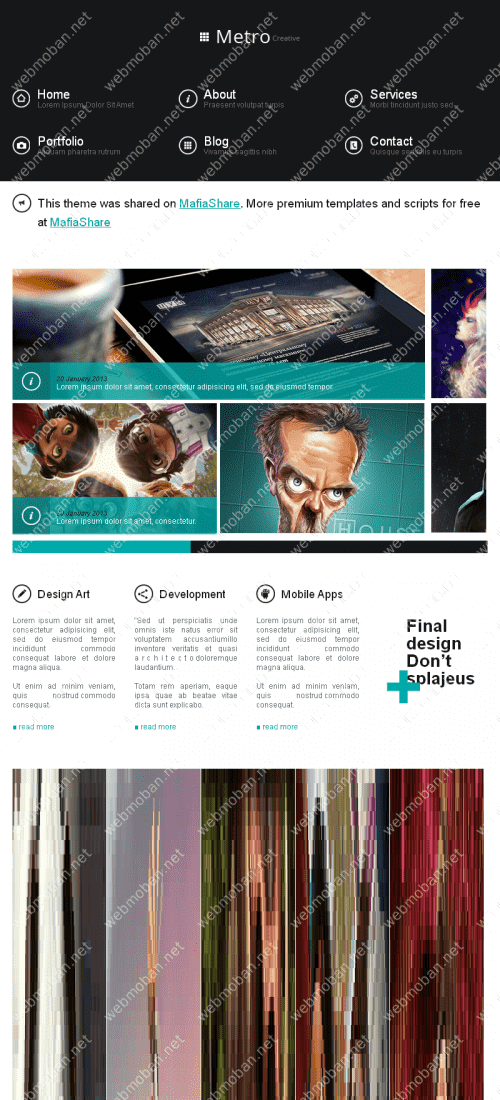 Metro Creative
Home
Lorem Ipsum Dolor Sit Amet
About
Praesent volutpat turpis
Services
Morbi tincidunt justo sed
Portfolio
Aliquam pharetra rutrum
Blog
Vivamus sagittis nibh
Contact
Quisque sodales eu turpis
This theme was shared on MafiaShare. More premium templates and scripts for free
at MafiaShare
20 January 2013
Lorem ipsum dolor sit amet, consectetur adipisicing elit, sed do eiusmod tempor.
20 January 2013
Lorem ipsum dolor sit amet, consectetur.
HOU
Design Art
Lorem ipsum dolor sit amet,
consectetur adipisicing elit,
sed do eiusmod tempor
incididunt commodo
consequat labore et dolore
magna aliqua.
Ut enim ad minim veniam,
quis nostrud commodo
consequat.
read more
Development
"Sed ut perspiciatis unde
omnis iste natus error sit
voluptatem accusantiumillo
inventore veritatis et quasi
architecto doloremque
laudantium.
Totam rem aperiam, eaque
ipsa quae ab beatae vitae
dicta sunt explicabo.
read more
Mobile Apps
Lorem ipsum dolor sit amet,
consectetur adipisicing elit,
sed do eiusmod tempor
incididunt commodo
consequat labore et dolore
magna aliqua.
Ut enim ad minim veniam,
quis nostrud commodo
consequat.
read more
Final
design
Don't
splajeus
webmoban.net